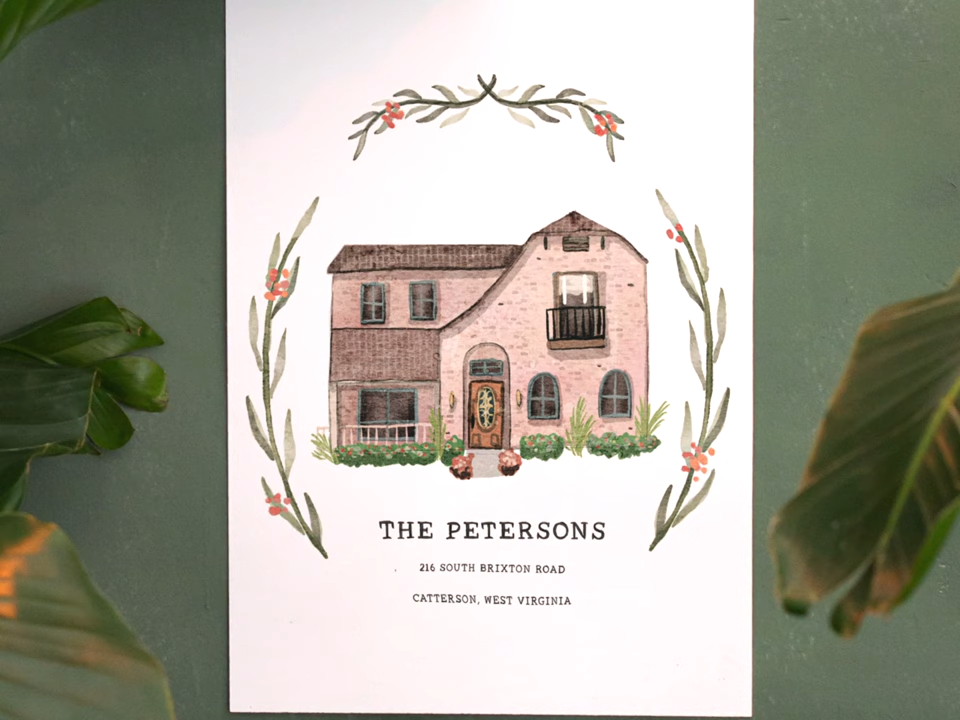 THE PETERSONS
216 SOUTH BRIXTON ROAD
CATTERSON, WEST VIRGINIA